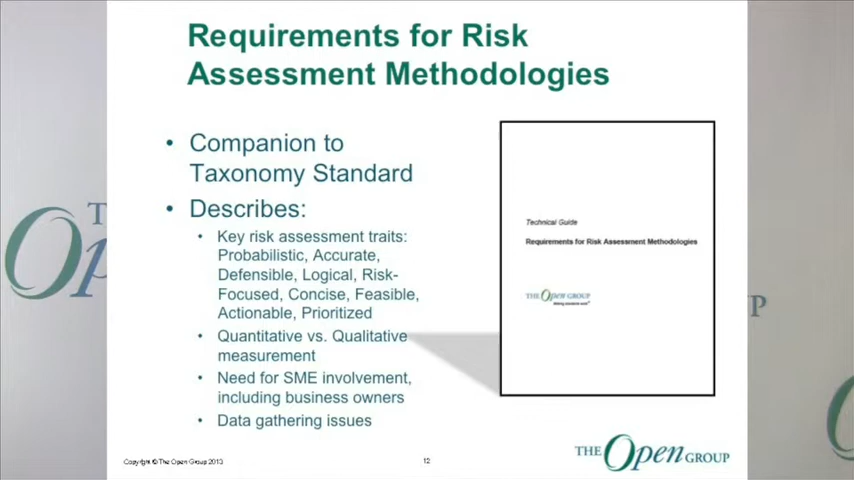 Requirements for Risk
Assessment Methodologies
• Companion to
Taxonomy Standard
• Describes:
• Key risk assessment traits:
Probabilistic, Accurate,
Defensible, Logical, Risk-
Focused, Concise, Feasible,
Actionable, Prioritized
• Quantitative vs. Qualitative
measurement
• Need for SME involvement,
including business owners
• Data gathering issues
Technical Guide
Requirements for Risk Assessment Methodologies
THE Open GROUP
Copyright © The Open Group 2013
12
THE Open GROUP